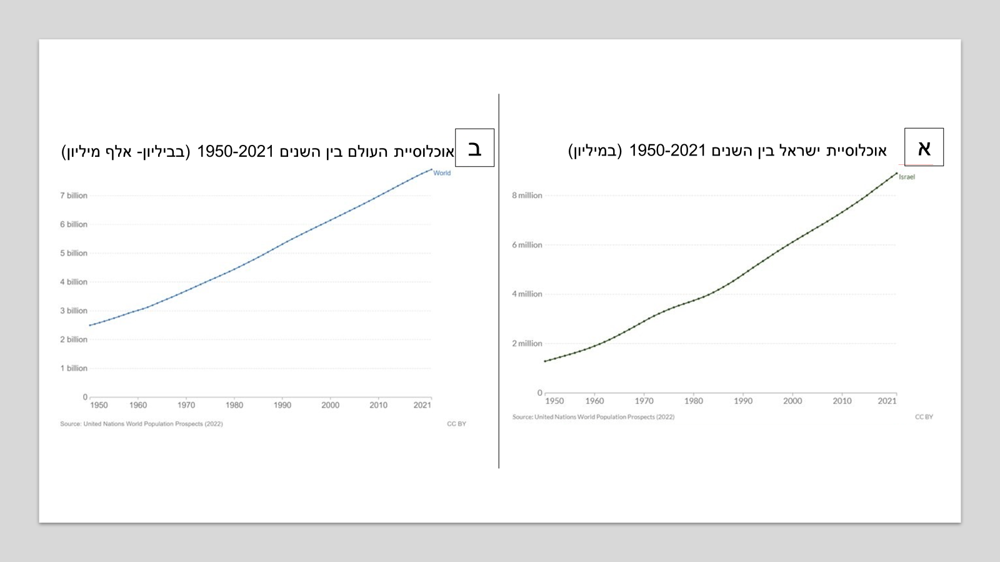 א
אוכלוסיית ישראל בין השנים 1950-2021 (במיליון)
Israel
8 million
6 million
4 million
2 million
0
1950 1960 1970 1980 1990 2000 2010 2021
Source: United Nations World Population Prospects (2022) CC BY
ב
אוכלוסיית העולם בין השנים 1950-2021 (בביליון- אלף מיליון)
World
7 billion
6 billion
5 billion
4 billion
3 billion
2 billion
1 billion
0
1950 1960 1970 1980 1990 2000 2010 2021
Source: United Nations World Population Prospects (2022) CC BY